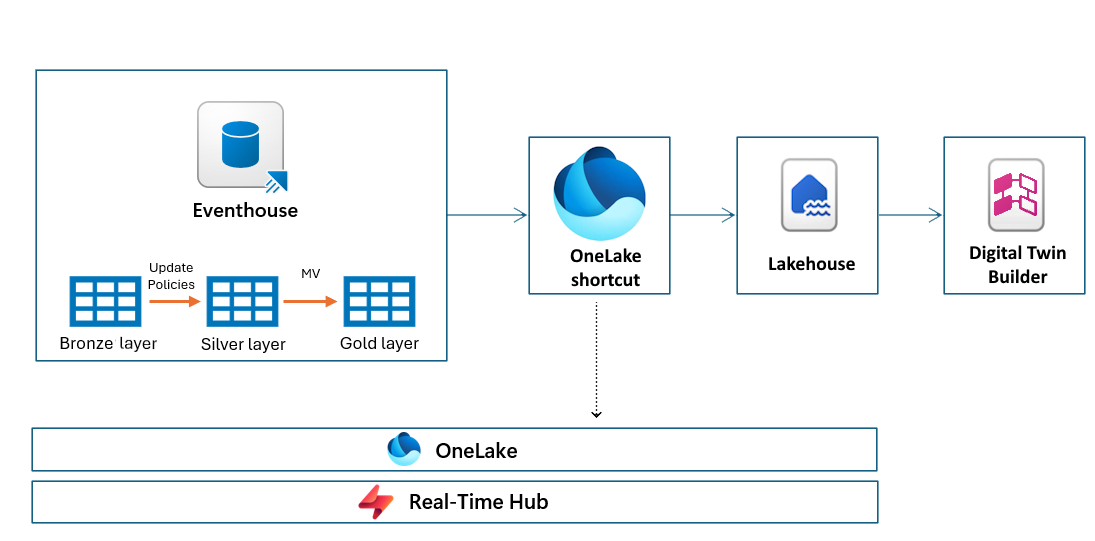 Eventhouse
Update
Policies
MV
Bronze layer
Silver layer
Gold layer
OneLake
shortcut
Lakehouse
Digital Twin
Builder
OneLake
Real-Time Hub